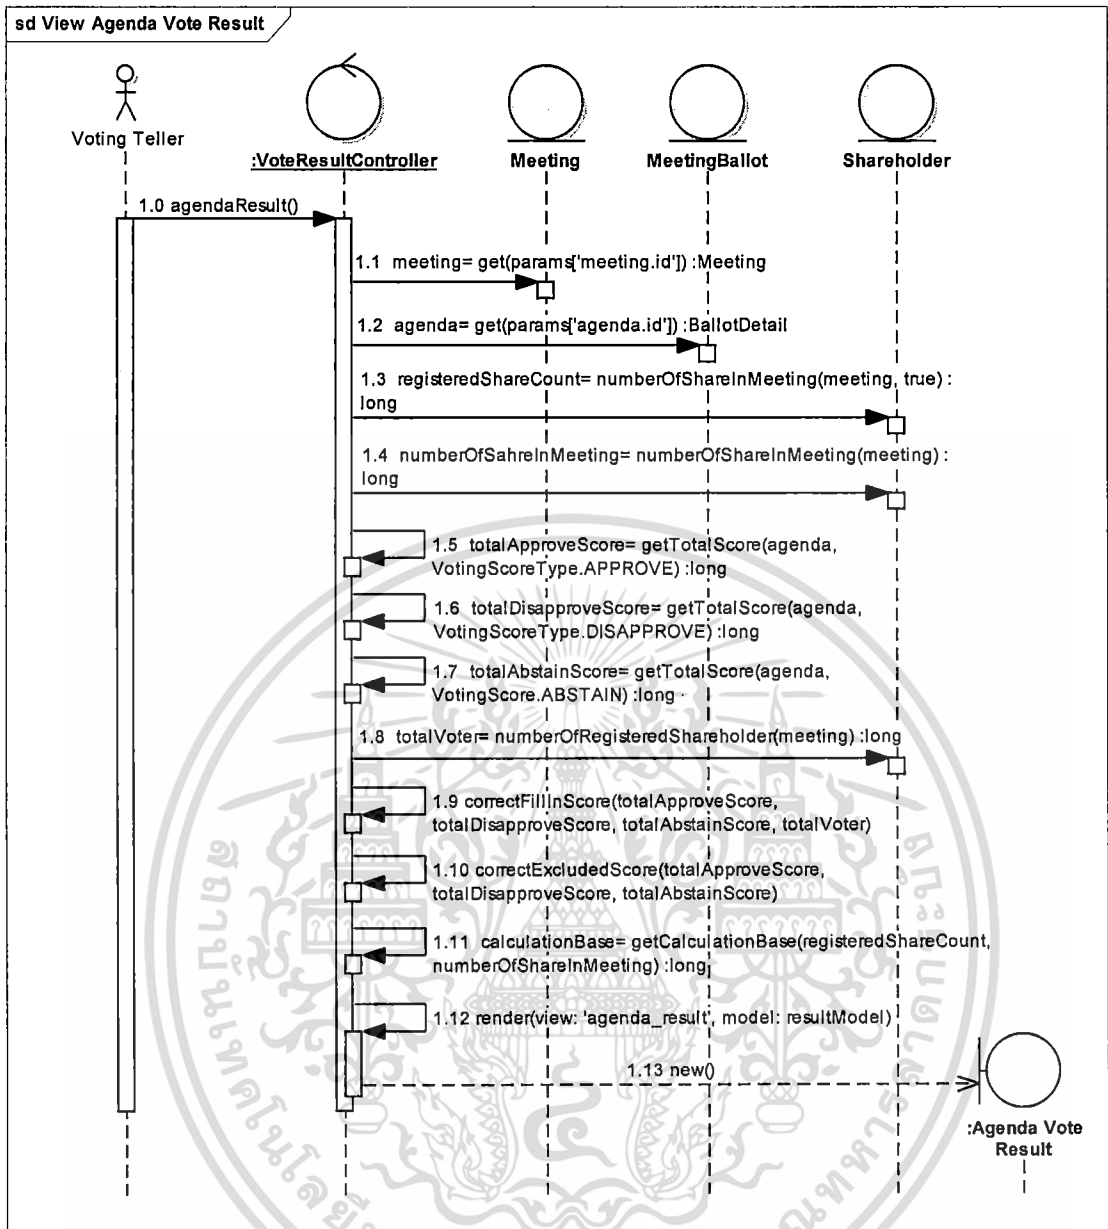 sd View Agenda Vote Result
Voting Teller
:VoteResultController
Meeting
MeetingBallot
Shareholder
1.0 agendaResult()
1.1 meeting= get(params['meeting.id']) :Meeting
1.2 agenda= get(params['agenda.id']) :BallotDetail
1.3 registeredShareCount= numberOfShareInMeeting(meeting, true) :
long
1.4 numberOfSahreInMeeting= numberOfShareInMeeting(meeting) :
long
1.5 totalApproveScore= getTotalScore(agenda,
VotingScoreType.APPROVE) :long
1.6 totalDisapproveScore= getTotalScore(agenda,
VotingScoreType.DISAPPROVE) :long
1.7 totalAbstainScore= getTotalScore(agenda,
VotingScore.ABSTAIN) :long
1.8 totalVoter= numberOfRegisteredShareholder(meeting) :long
1.9 correctFillInScore(totalApproveScore,
totalDisapproveScore, totalAbstainScore, totalVoter)
1.10 correctExcludedScore(totalApproveScore,
totalDisapproveScore, totalAbstainScore)
1.11 calculationBase= getCalculationBase(registeredShareCount,
numberOfShareInMeeting) :long
1.12 render(view: 'agenda_result', model: resultModel)
1.13 new()
:Agenda Vote
Result